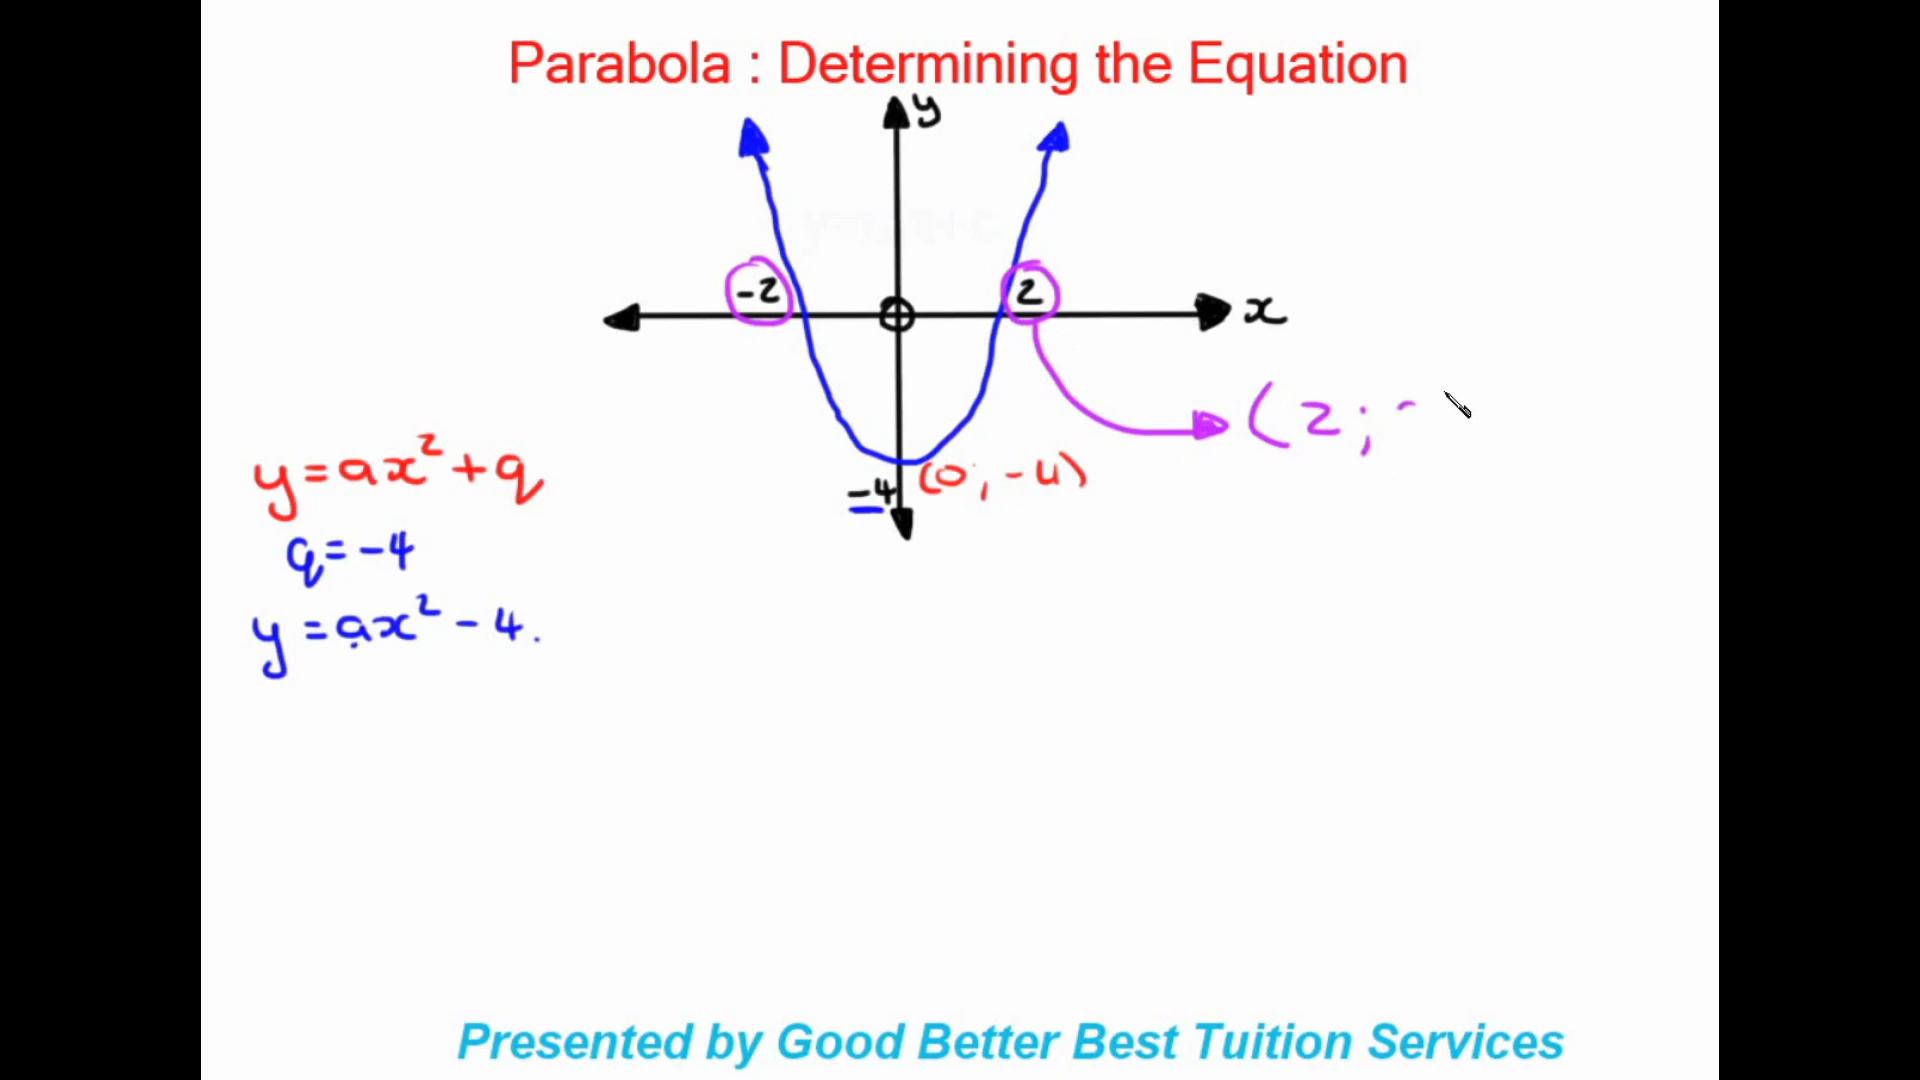 Parabola : Determining the Equation
y
-2
2
x
(2;
-4
(0; -4)
y = ax² + q
q = -4
y = ax² - 4.
Presented by Good Better Best Tuition Services